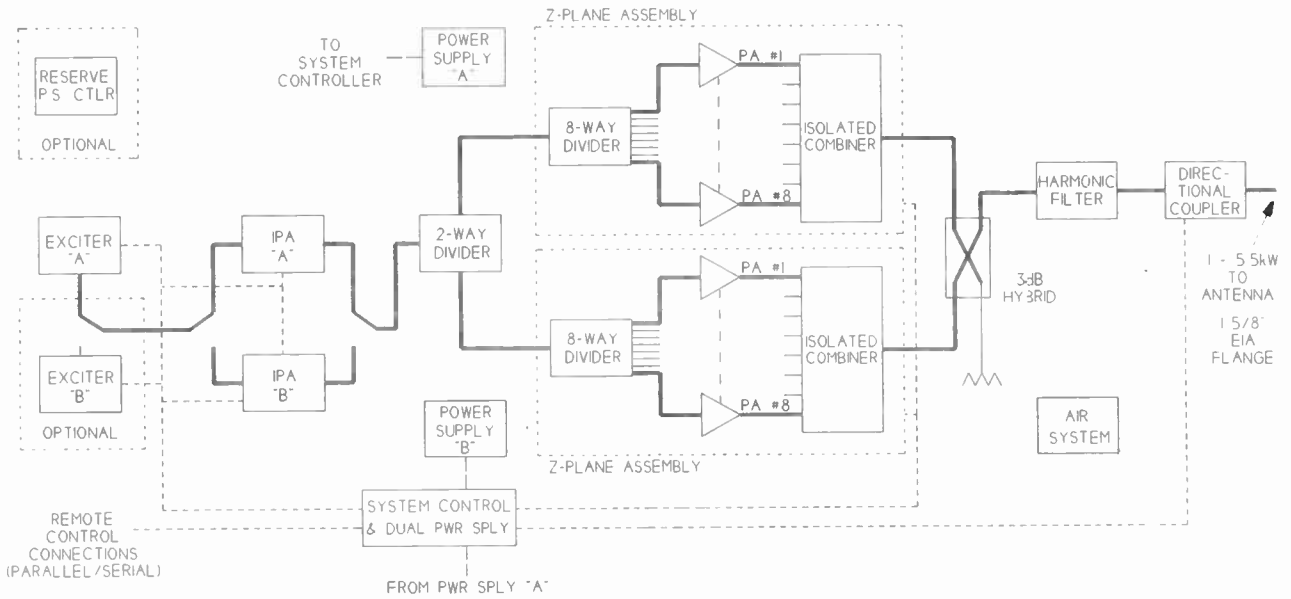 Z-PLANE ASSEMBLY
RESERVE
PS CTLR
OPTIONAL
TO
SYSTEM
CONTROLLER
POWER
SUPPLY
"A"
PA #1
8-WAY
DIVIDER
ISOLATED
COMBINER
PA #8
HARMONIC
FILTER
DIREC-
TIONAL
COUPLER
EXCITER
"A"
IPA
"A"
2-WAY
DIVIDER
3dB
HYBRID
1 - 5.5kW
TO
ANTENNA
1 5/8"
EIA
FLANGE
PA #1
8-WAY
DIVIDER
ISOLATED
COMBINER
PA #8
EXCITER
"B"
OPTIONAL
IPA
"B"
POWER
SUPPLY
"B"
AIR
SYSTEM
Z-PLANE ASSEMBLY
SYSTEM CONTROL
& DUAL PWR SPLY
REMOTE
CONTROL
CONNECTIONS
(PARALLEL/SERIAL)
FROM PWR SPLY "A"